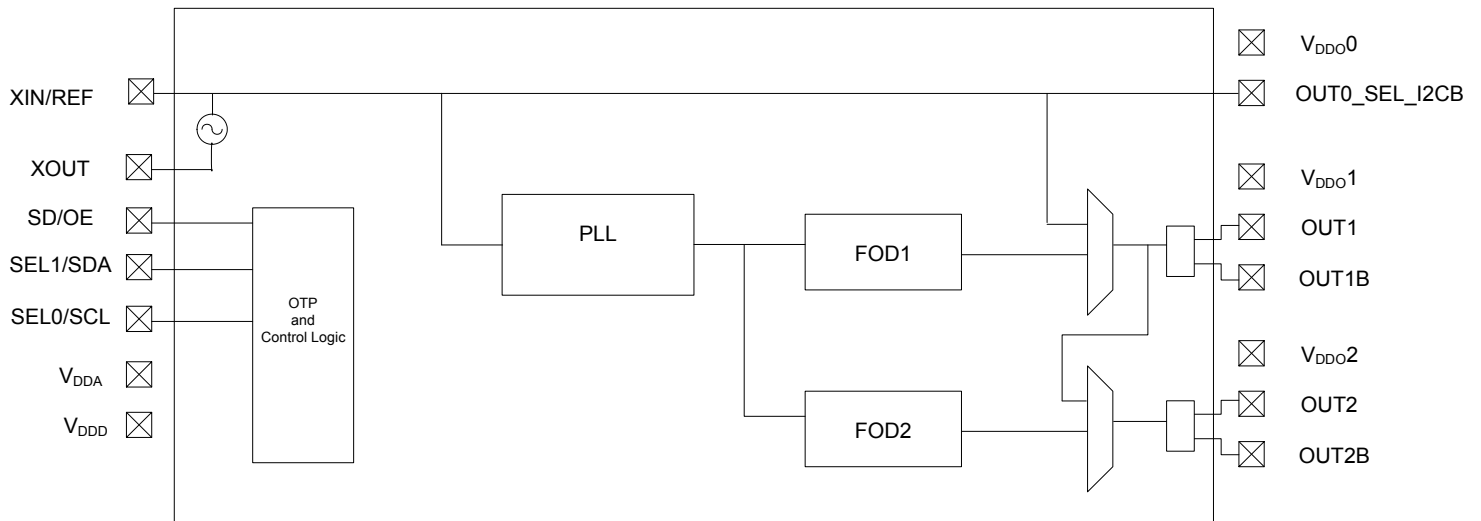 XIN/REF
XOUT
SD/OE
SEL1/SDA
SEL0/SCL
VDDA
VDDD
OTP
and
Control Logic
PLL
FOD1
FOD2
VDDO0
OUT0_SEL_I2CB
VDDO1
OUT1
OUT1B
VDDO2
OUT2
OUT2B